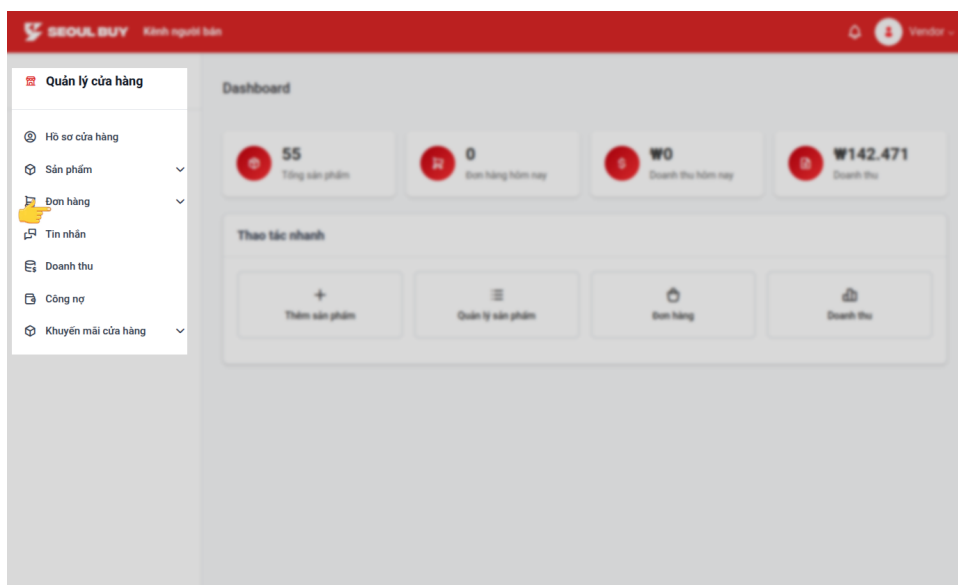 SEOUL BUY Kênh người bán
Vendor
Quản lý cửa hàng
Hồ sơ cửa hàng
Sản phẩm
Đơn hàng
Tin nhắn
Doanh thu
Công nợ
Khuyến mãi cửa hàng
Dashboard
55
Tổng sản phẩm
0
Đơn hàng hôm nay
₩0
Doanh thu hôm nay
₩142.471
Doanh thu
Thao tác nhanh
Thêm sản phẩm
Quản lý sản phẩm
Đơn hàng
Doanh thu